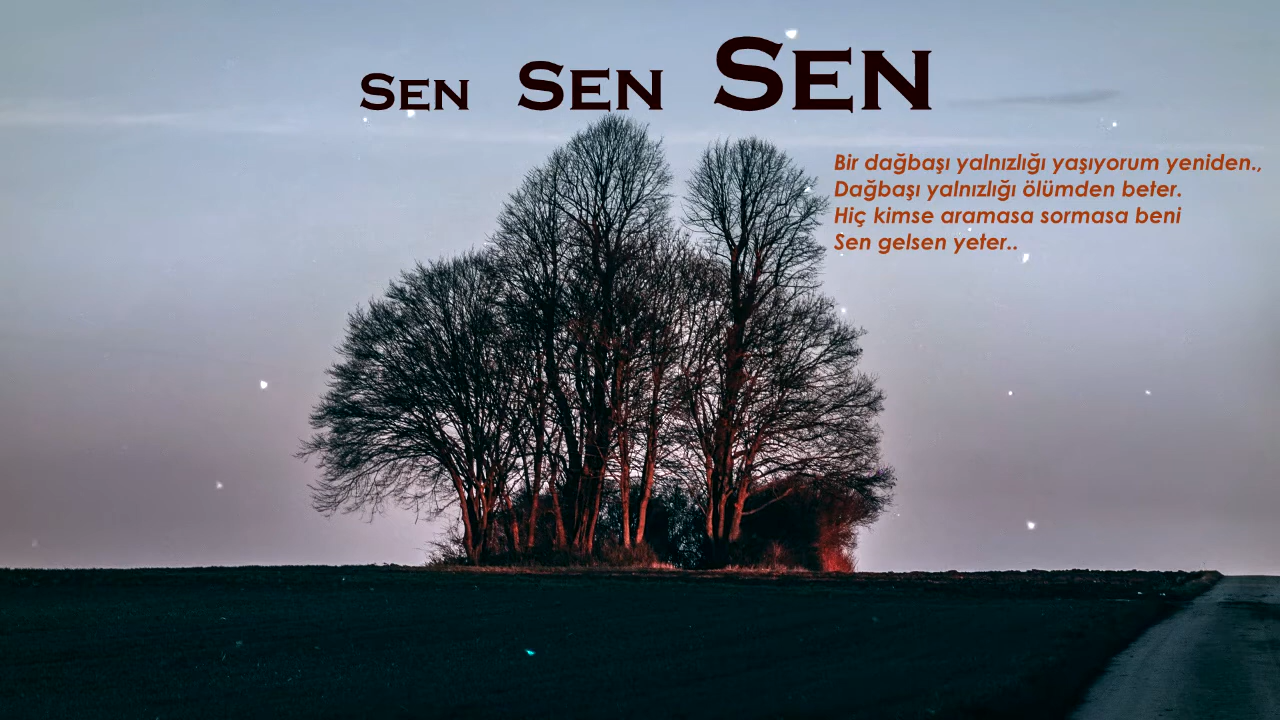 Sen Sen Sen
Bir dağbaşı yalnızlığı yaşıyorum yeniden.,
Dağbaşı yalnızlığı ölümden beter.
Hiç kimse aramasa sormasa beni
Sen gelsen yeter..